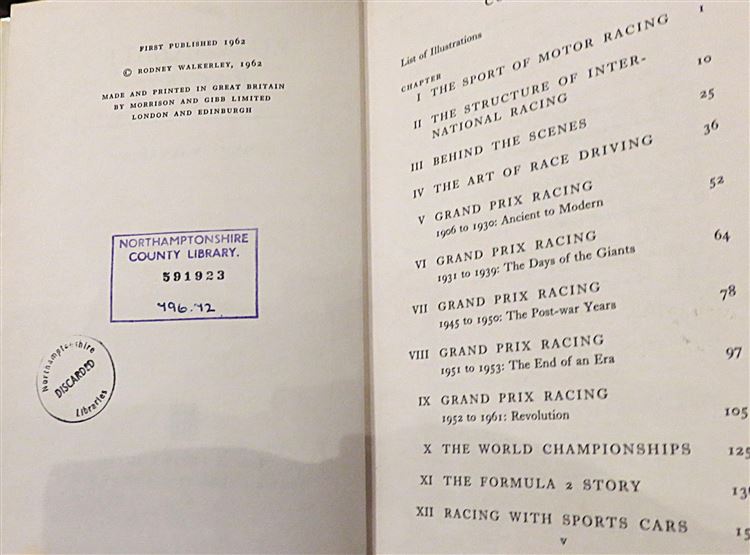 FIRST PUBLISHED 1962
© RODNEY WALKERLEY, 1962
MADE AND PRINTED IN GREAT BRITAIN
BY MORRISON AND GIBB LIMITED
LONDON AND EDINBURGH
NORTHAMPTONSHIRE
COUNTY LIBRARY.
591923
796.72
Northamptonshire
DISCARDED
Libraries
List of Illustrations
CHAPTER
I THE SPORT OF MOTOR RACING 1
II THE STRUCTURE OF INTER-
NATIONAL RACING 10
III BEHIND THE SCENES 25
IV THE ART OF RACE DRIVING 36
V GRAND PRIX RACING 52
1906 to 1930: Ancient to Modern
VI GRAND PRIX RACING 64
1931 to 1939: The Days of the Giants
VII GRAND PRIX RACING 78
1945 to 1950: The Post-war Years
VIII GRAND PRIX RACING 97
1951 to 1953: The End of an Era
IX GRAND PRIX RACING 105
1952 to 1961: Revolution
X THE WORLD CHAMPIONSHIPS 125
XI THE FORMULA 2 STORY
XII RACING WITH SPORTS CARS
v